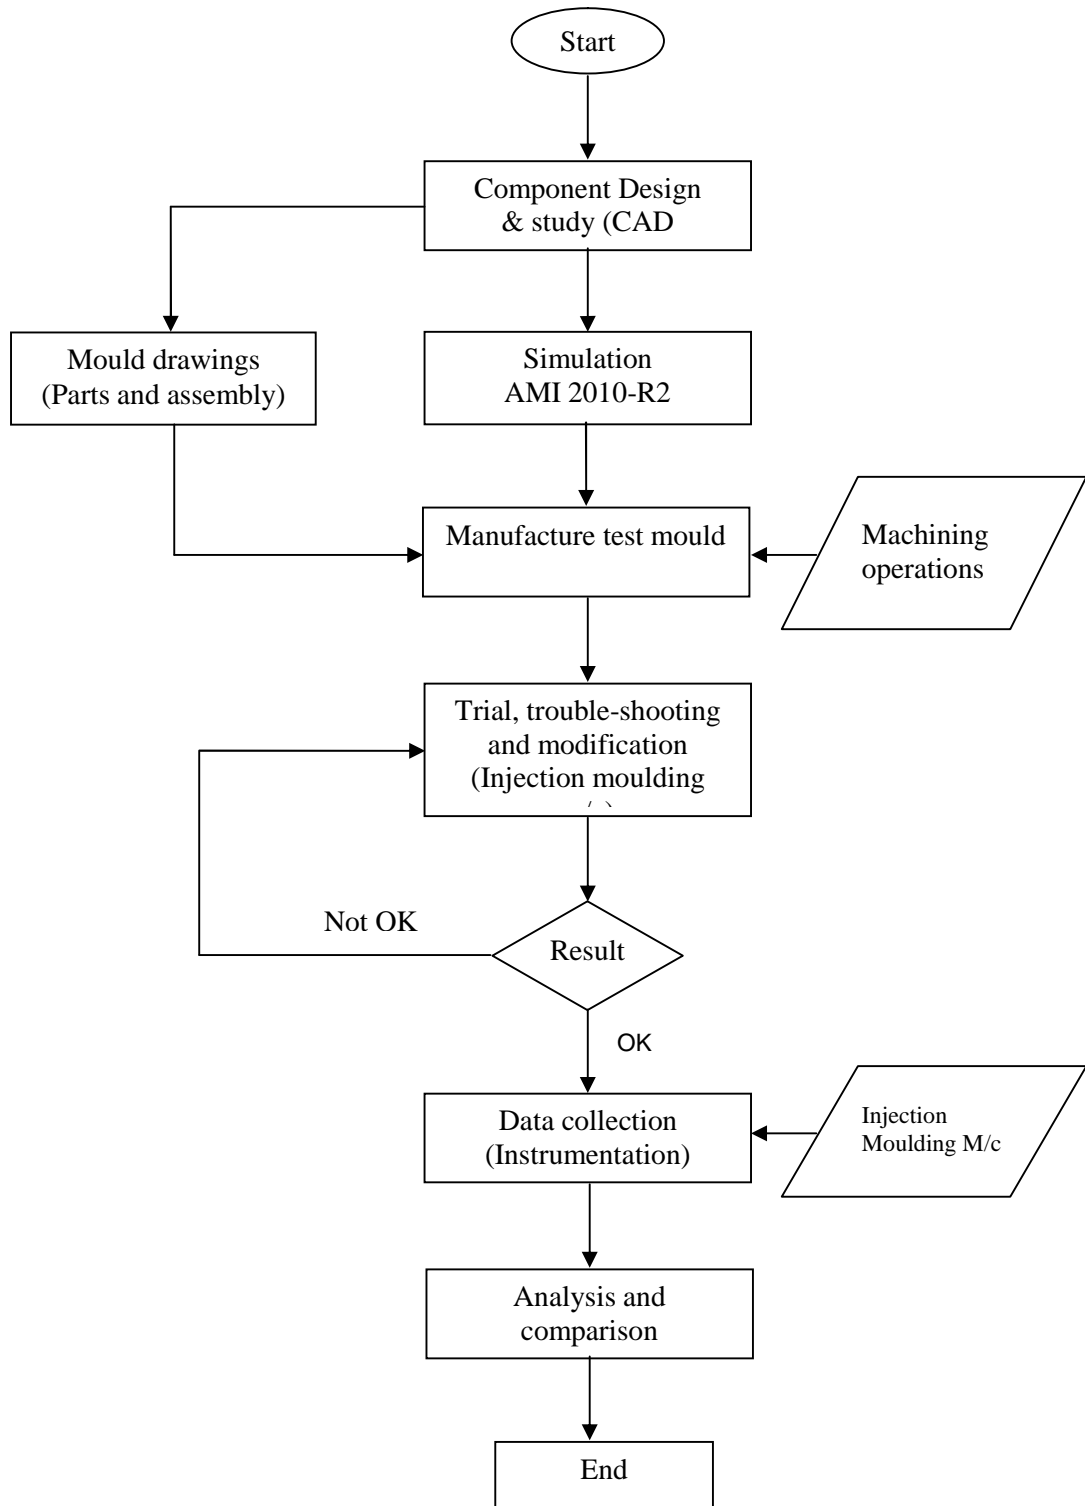 Start
Component Design
& study (CAD
Mould drawings
(Parts and assembly)
Simulation
AMI 2010-R2
Manufacture test mould
Machining
operations
Trial, trouble-shooting
and modification
(Injection moulding
Not OK
Result
OK
Data collection
(Instrumentation)
Injection
Moulding M/c
Analysis and
comparison
End